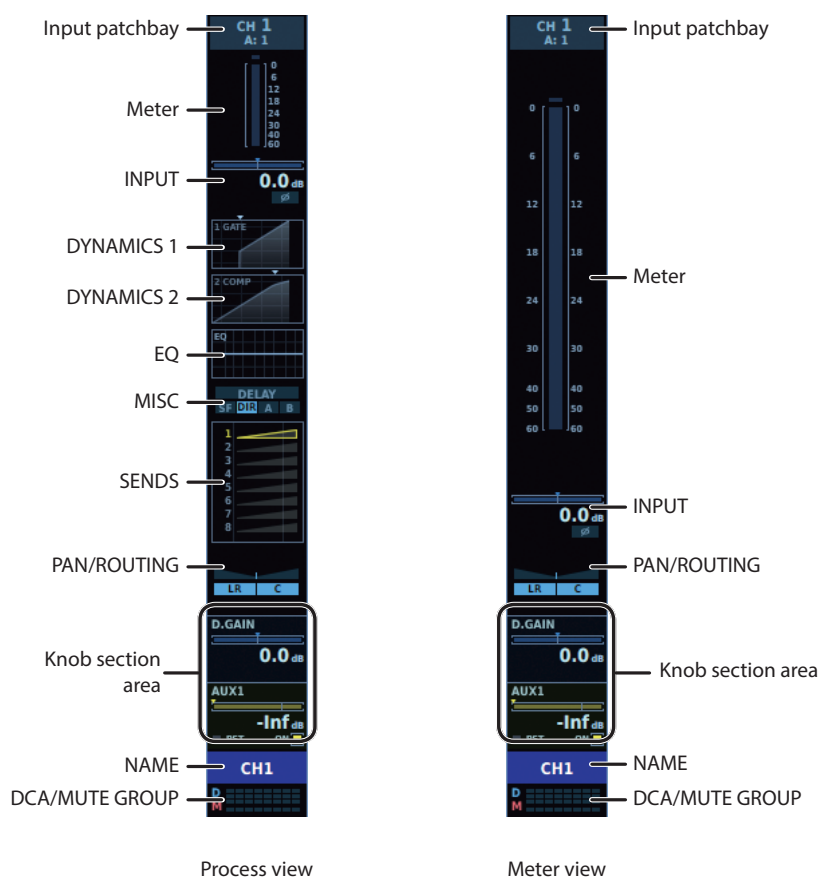 Input patchbay
Meter
INPUT
DYNAMICS 1
DYNAMICS 2
EQ
MISC
SENDS
PAN/ROUTING
Knob section
area
NAME
DCA/MUTE GROUP
CH 1
A: 1
0
6
12
18
24
30
40
60
0.0 dB
Ø
1 GATE
2 COMP
EQ
DELAY
SF DIR A B
1
2
3
4
5
6
7
8
LR C
D.GAIN
0.0 dB
AUX1
-Inf dB
ON
CH1
D
M
Process view
CH 1
A: 1
0 0
6 6
12 12
18 18
24 24
30 30
40 40
50 50
60 60
0.0 dB
Ø
LR C
D.GAIN
0.0 dB
AUX1
-Inf dB
ON
CH1
D
M
Input patchbay
Meter
INPUT
PAN/ROUTING
Knob section area
NAME
DCA/MUTE GROUP
Meter view